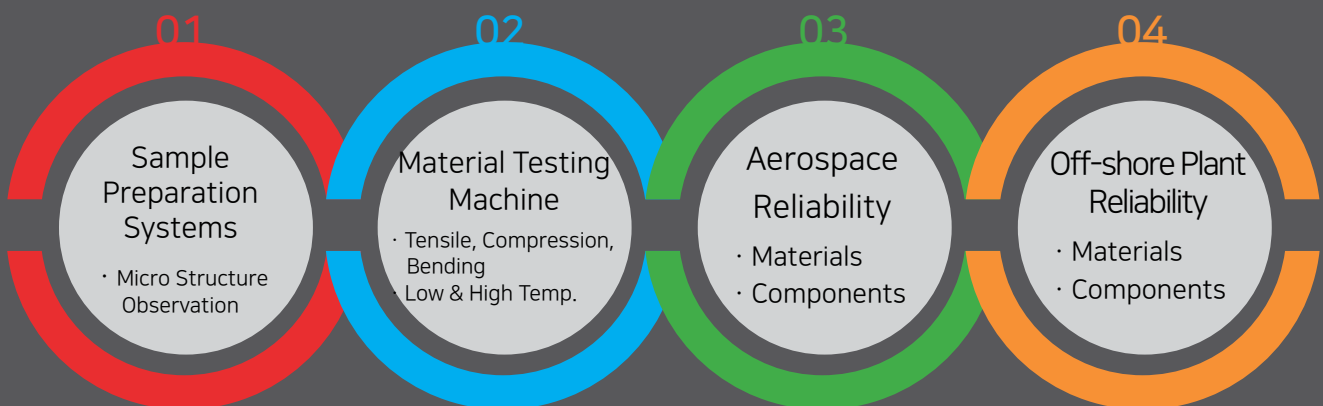 01
Sample
Preparation
Systems
· Micro Structure
Observation
02
Material Testing
Machine
· Tensile, Compression,
Bending
· Low & High Temp.
03
Aerospace
Reliability
· Materials
· Components
04
Off-shore Plant
Reliability
· Materials
· Components